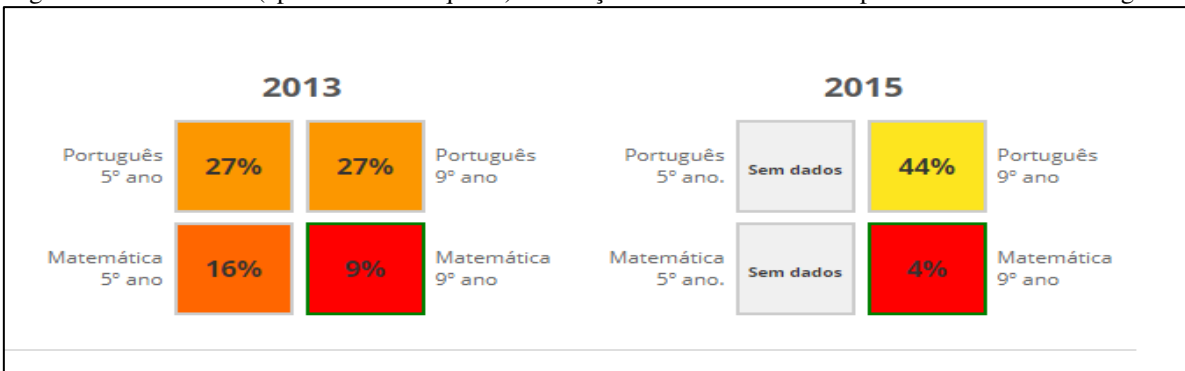 2013
2015
Português
5º ano
27%
27%
Português
9º ano
Português
5º ano.
Sem dados
44%
Português
9º ano
Matemática
5º ano
16%
9%
Matemática
9º ano
Matemática
5º ano.
Sem dados
4%
Matemática
9º ano